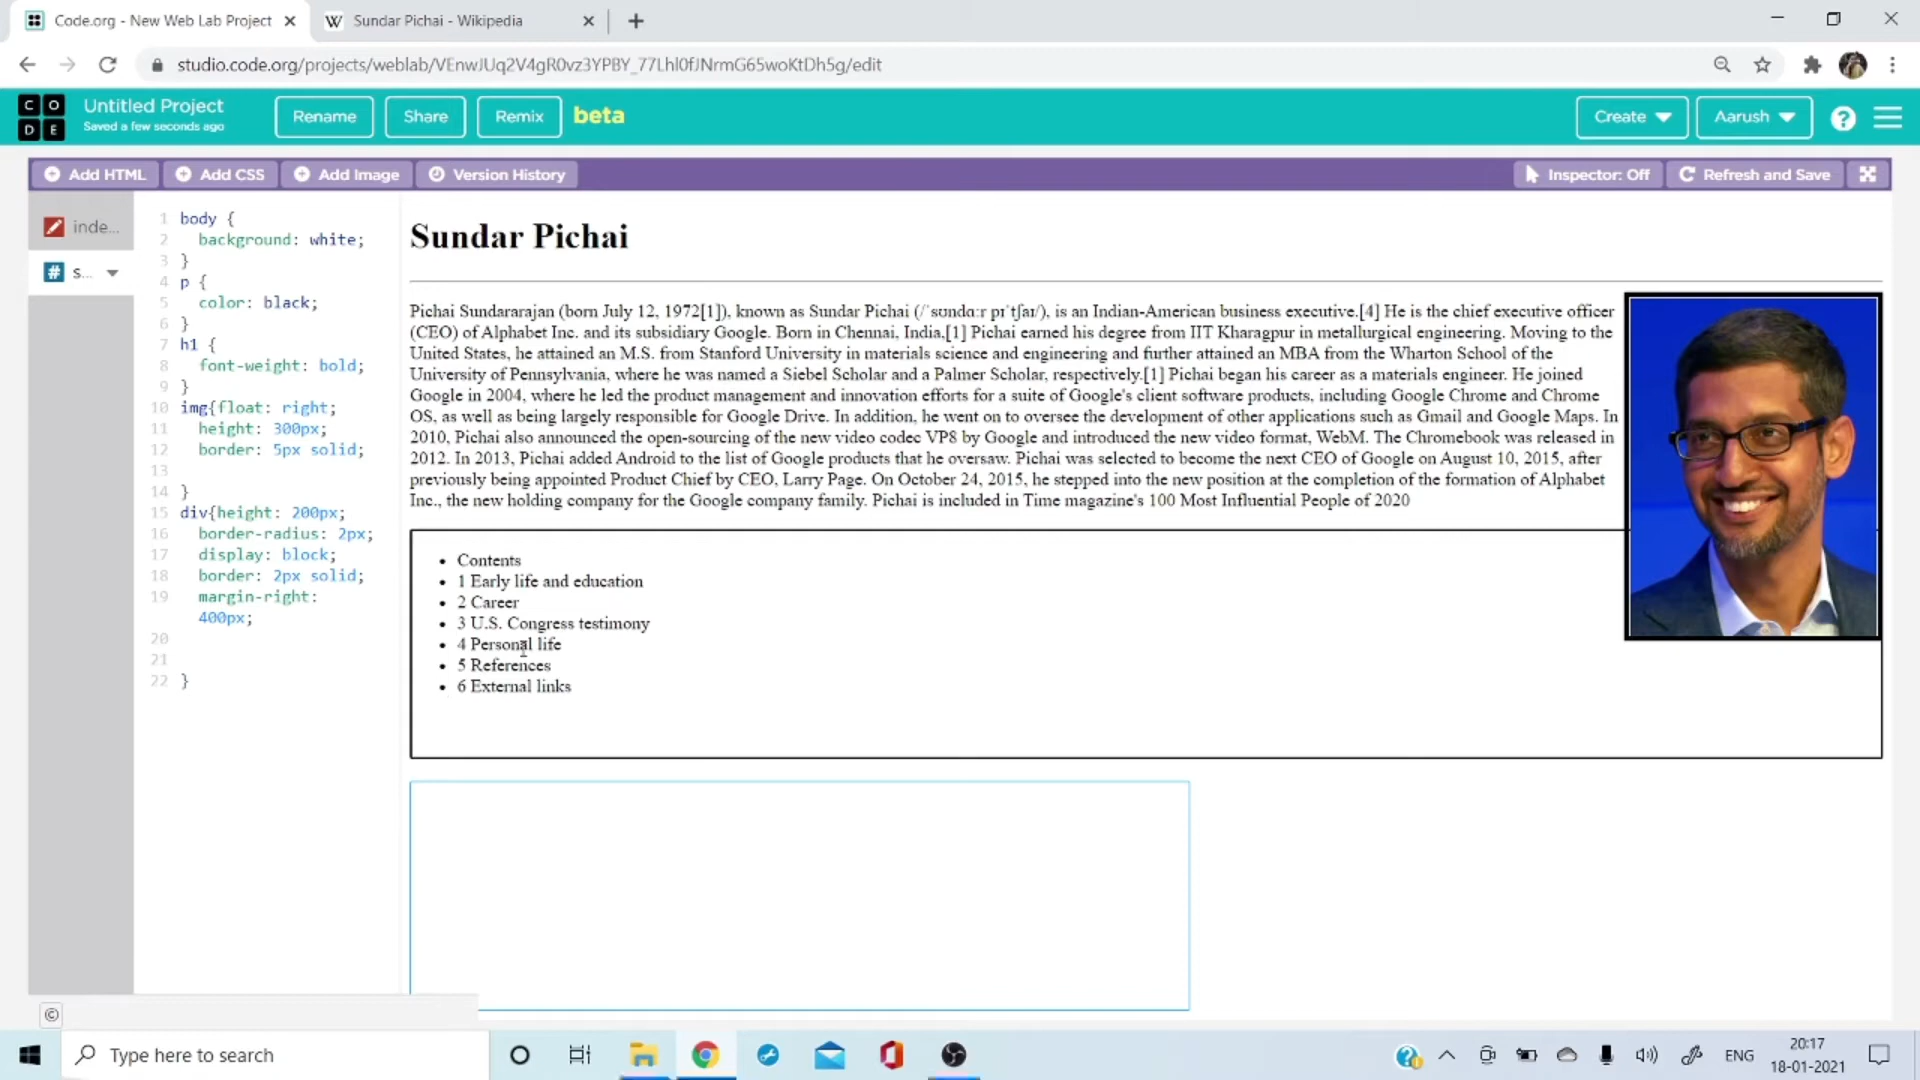 Code.org - New Web Lab Project
Sundar Pichai - Wikipedia
studio.code.org/projects/weblab/VEnwJUq2V4gR0vz3YPBY_77Lhl0fJNrmG65woKtDh5g/edit
CODE
Untitled Project
Saved a few seconds ago
Rename
Share
Remix
beta
Create
Aarush
?
Add HTML
Add CSS
Add Image
Version History
Inspector: Off
Refresh and Save
inde...
# s...
1 body {
2 background: white;
3 }
4 p {
5 color: black;
6 }
7 h1 {
8 font-weight: bold;
9 }
10 img{float: right;
11 height: 300px;
12 border: 5px solid;
13
14 }
15 div{height: 200px;
16 border-radius: 2px;
17 display: block;
18 border: 2px solid;
19 margin-right:
400px;
20
21
22 }
Sundar Pichai
Pichai Sundararajan (born July 12, 1972[1]), known as Sundar Pichai (/ˈsʊndɑːr pɪˈtʃaɪ/), is an Indian-American business executive.[4] He is the chief executive officer
(CEO) of Alphabet Inc. and its subsidiary Google. Born in Chennai, India,[1] Pichai earned his degree from IIT Kharagpur in metallurgical engineering. Moving to the
United States, he attained an M.S. from Stanford University in materials science and engineering and further attained an MBA from the Wharton School of the
University of Pennsylvania, where he was named a Siebel Scholar and a Palmer Scholar, respectively.[1] Pichai began his career as a materials engineer. He joined
Google in 2004, where he led the product management and innovation efforts for a suite of Google's client software products, including Google Chrome and Chrome
OS, as well as being largely responsible for Google Drive. In addition, he went on to oversee the development of other applications such as Gmail and Google Maps. In
2010, Pichai also announced the open-sourcing of the new video codec VP8 by Google and introduced the new video format, WebM. The Chromebook was released in
2012. In 2013, Pichai added Android to the list of Google products that he oversaw. Pichai was selected to become the next CEO of Google on August 10, 2015, after
previously being appointed Product Chief by CEO, Larry Page. On October 24, 2015, he stepped into the new position at the completion of the formation of Alphabet
Inc., the new holding company for the Google company family. Pichai is included in Time magazine's 100 Most Influential People of 2020
• Contents
• 1 Early life and education
• 2 Career
• 3 U.S. Congress testimony
• 4 Personal life
• 5 References
• 6 External links
©
Type here to search
ENG
20:17
18-01-2021